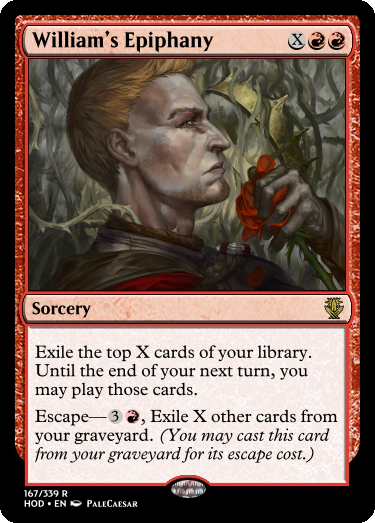 William's Epiphany X R R
Sorcery
Exile the top X cards of your library.
Until the end of your next turn, you
may play those cards.
Escape—3 R, Exile X other cards from
your graveyard. (You may cast this card
from your graveyard for its escape cost.)
167/339 R
HOD • EN PaleCaesar